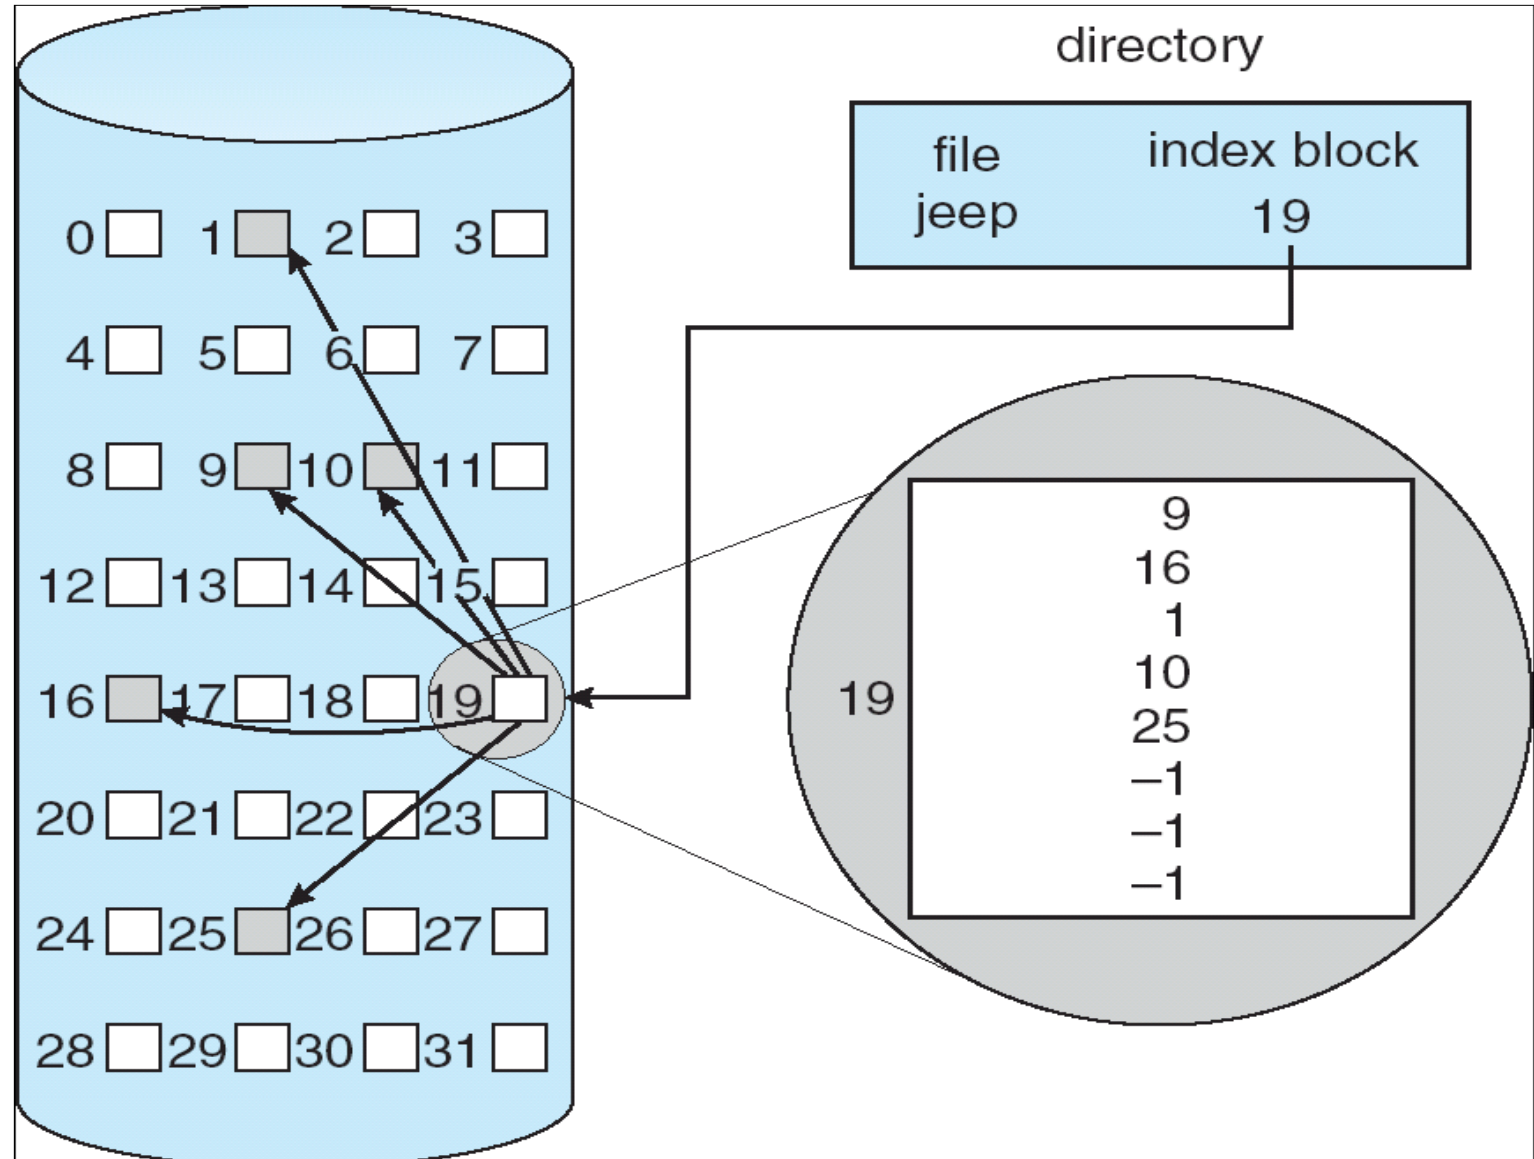 directory
file index block
jeep 19
0 1 2 3
4 5 6 7
8 9 10 11
12 13 14 15
16 17 18 19
20 21 22 23
24 25 26 27
28 29 30 31
19
9
16
1
10
25
–1
–1
–1